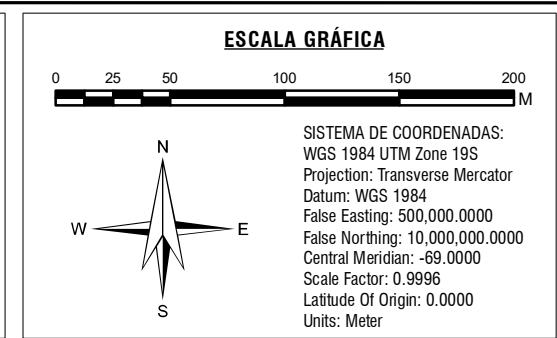 ESCALA GRÁFICA
0 25 50 100 150 200
M
N
W E
S
SISTEMA DE COORDENADAS:
WGS 1984 UTM Zone 19S
Projection: Transverse Mercator
Datum: WGS 1984
False Easting: 500,000.0000
False Northing: 10,000,000.0000
Central Meridian: -69.0000
Scale Factor: 0.9996
Latitude Of Origin: 0.0000
Units: Meter